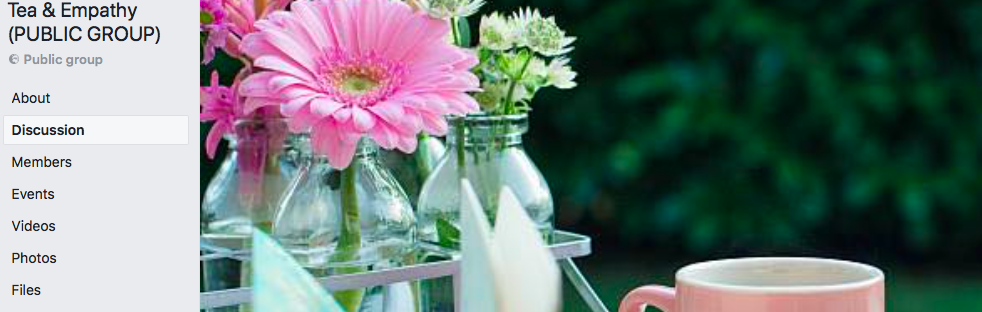 Tea & Empathy
(PUBLIC GROUP)
Public group
About
Discussion
Members
Events
Videos
Photos
Files